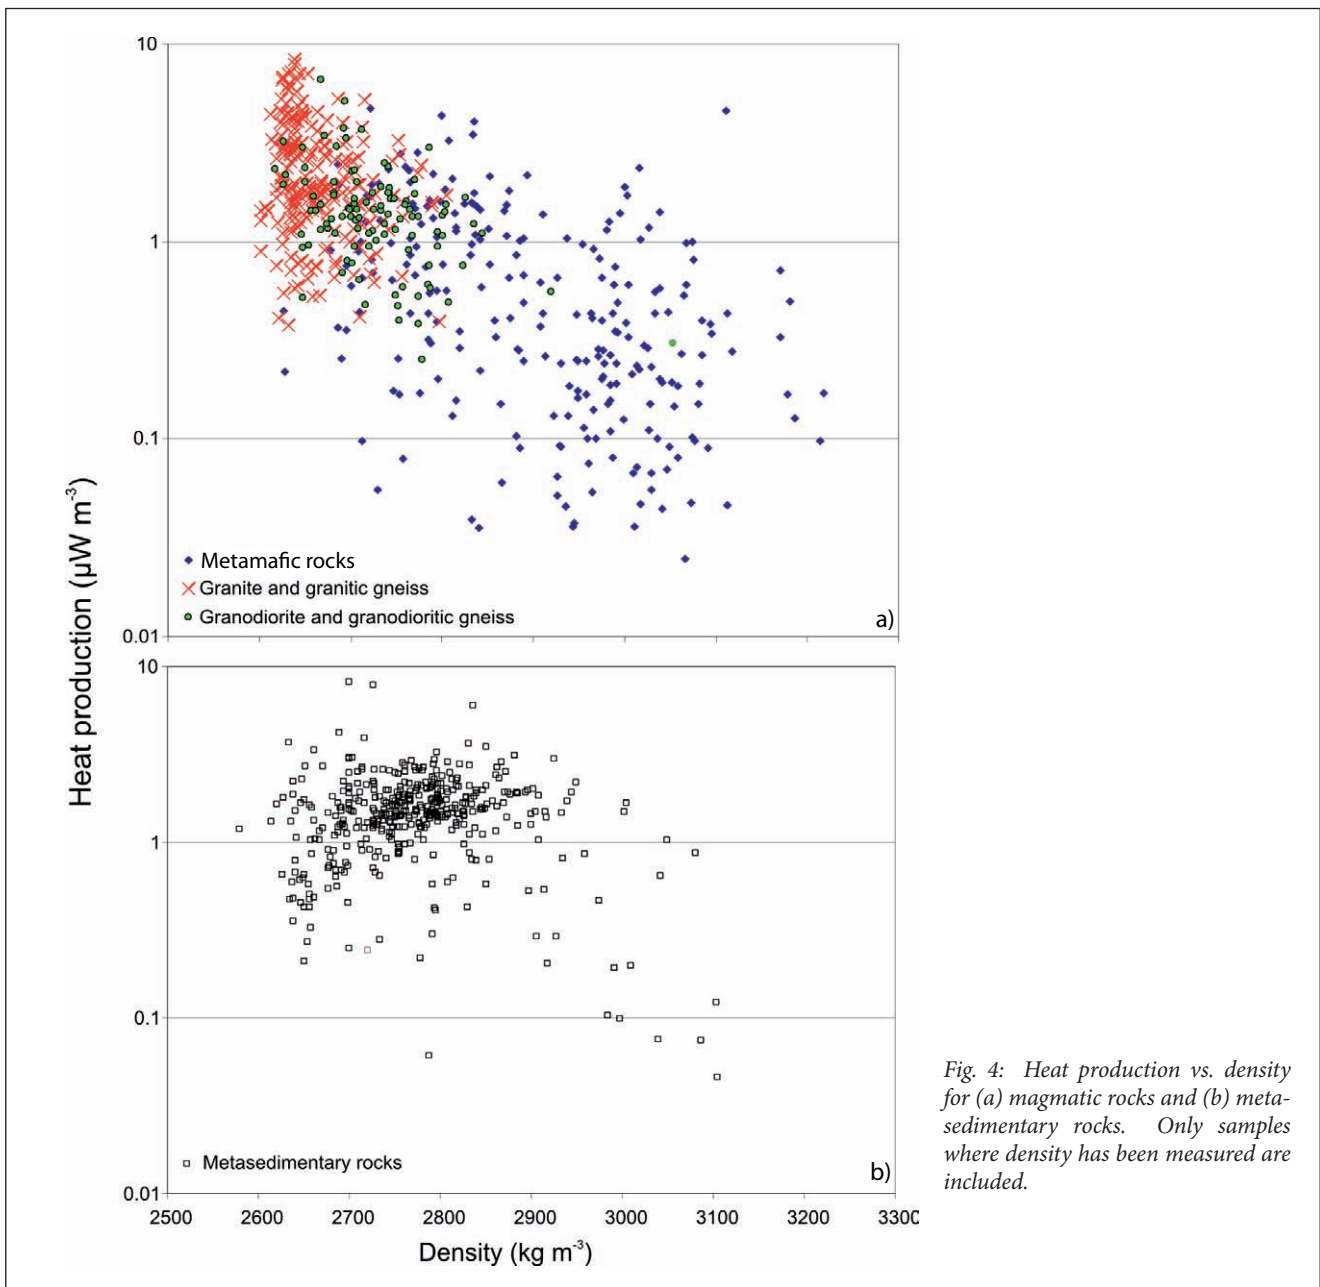 10
1
0.1
Heat production (µW m⁻³)
Metamafic rocks
Granite and granitic gneiss
Granodiorite and granodioritic gneiss
a)
0.01
10
1
0.1
Metasedimentary rocks
b)
0.01
2500 2600 2700 2800 2900 3000 3100 3200 3300
Density (kg m⁻³)
Fig. 4: Heat production vs. density
for (a) magmatic rocks and (b) meta-
sedimentary rocks. Only samples
where density has been measured are
included.